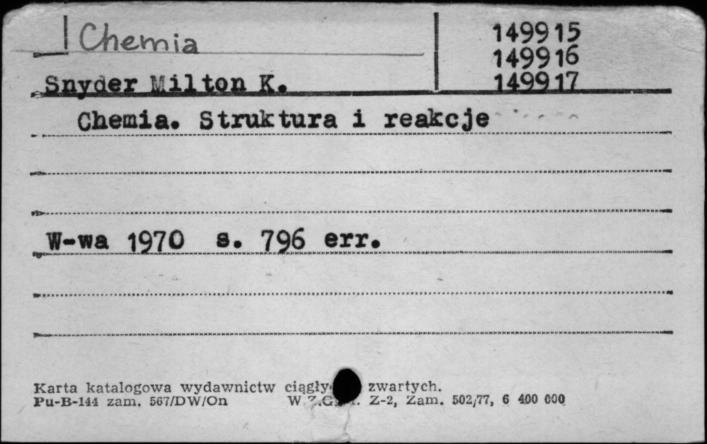 Chemia
149915
149916
149917
Snyder Milton K.
Chemia. Struktura i reakcje
W-wa 1970 s. 796 err.
Karta katalogowa wydawnictw zwartych.
Pu-B-144 zam. 567/DW/On Z-2, Zam. 502/77, 6 400 000